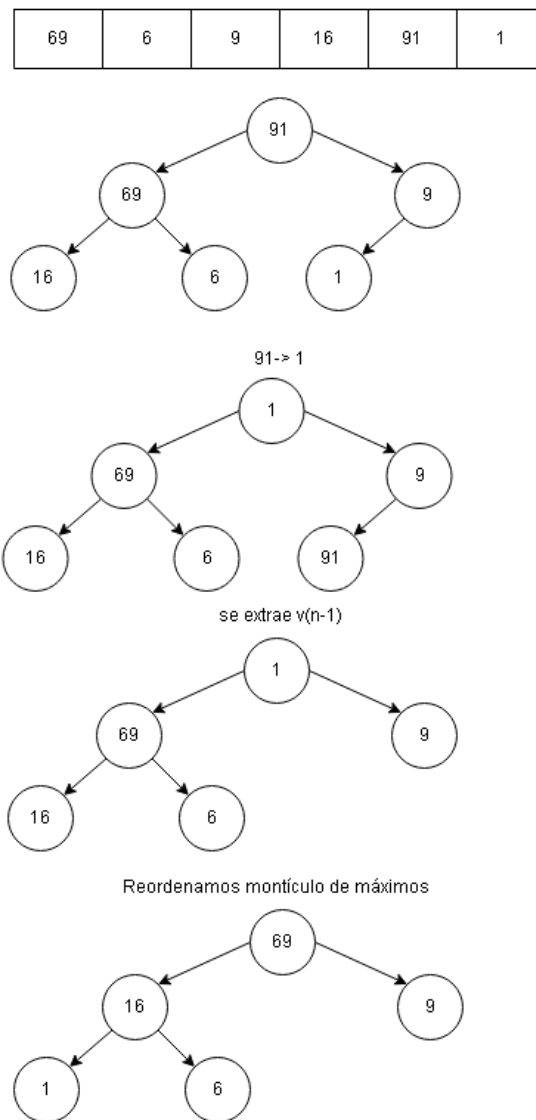 69 6 9 16 91 1
91
69 9
16 6 1
91-> 1
1
69 9
16 6 91
se extrae v(n-1)
1
69 9
16 6
Reordenamos montículo de máximos
69
16 9
1 6